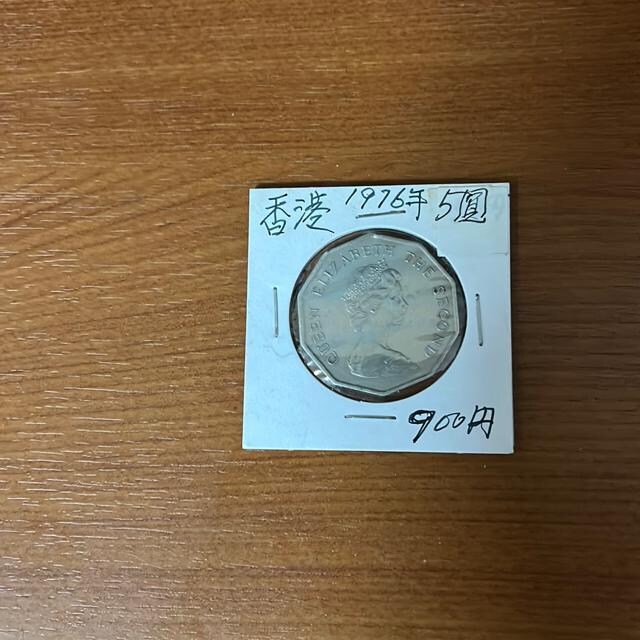 香港 1976年 5圓
QUEEN ELIZABETH THE SECOND
900円